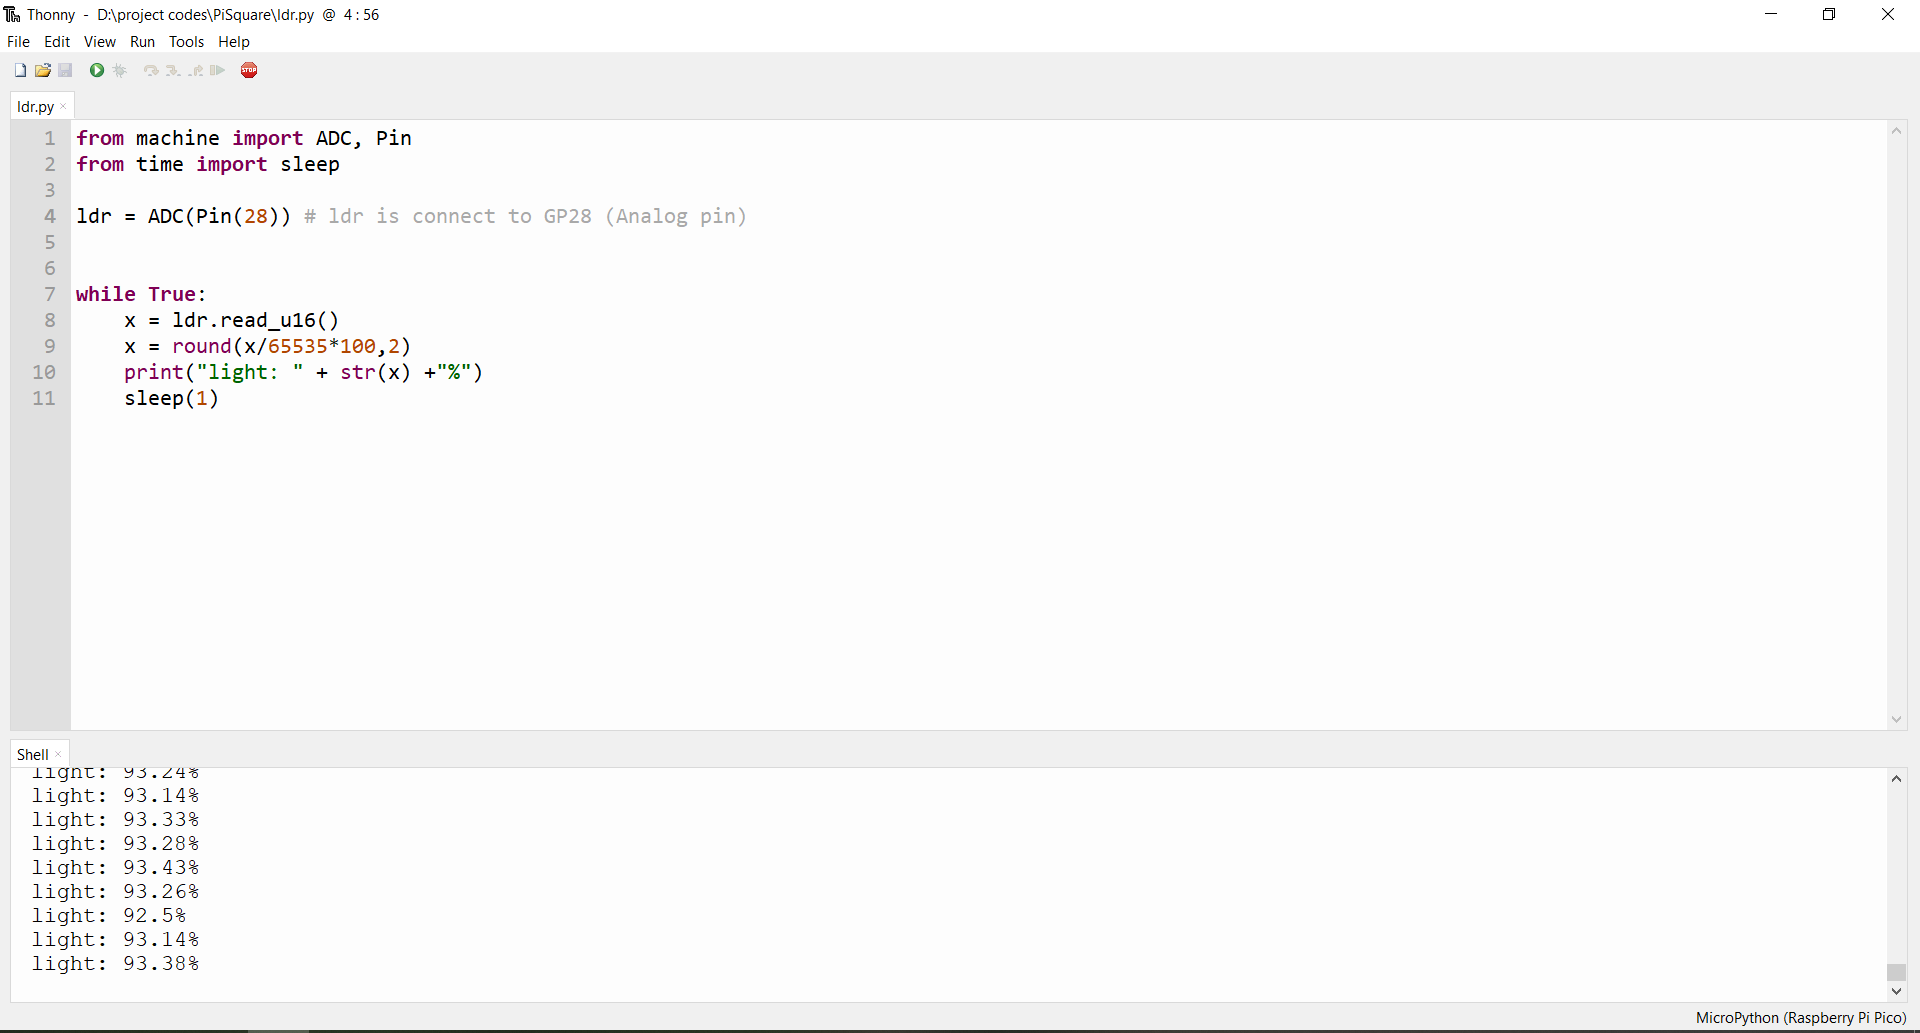 Thonny - D:\project codes\PiSquare\ldr.py @ 4:56
File Edit View Run Tools Help
STOP
ldr.py ×
1 from machine import ADC, Pin
2 from time import sleep
3
4 ldr = ADC(Pin(28)) # ldr is connect to GP28 (Analog pin)
5
6
7 while True:
8     x = ldr.read_u16()
9     x = round(x/65535*100,2)
10     print("light: " + str(x) +"%")
11     sleep(1)
Shell ×
light: 93.24%
light: 93.14%
light: 93.33%
light: 93.28%
light: 93.43%
light: 93.26%
light: 92.5%
light: 93.14%
light: 93.38%
MicroPython (Raspberry Pi Pico)